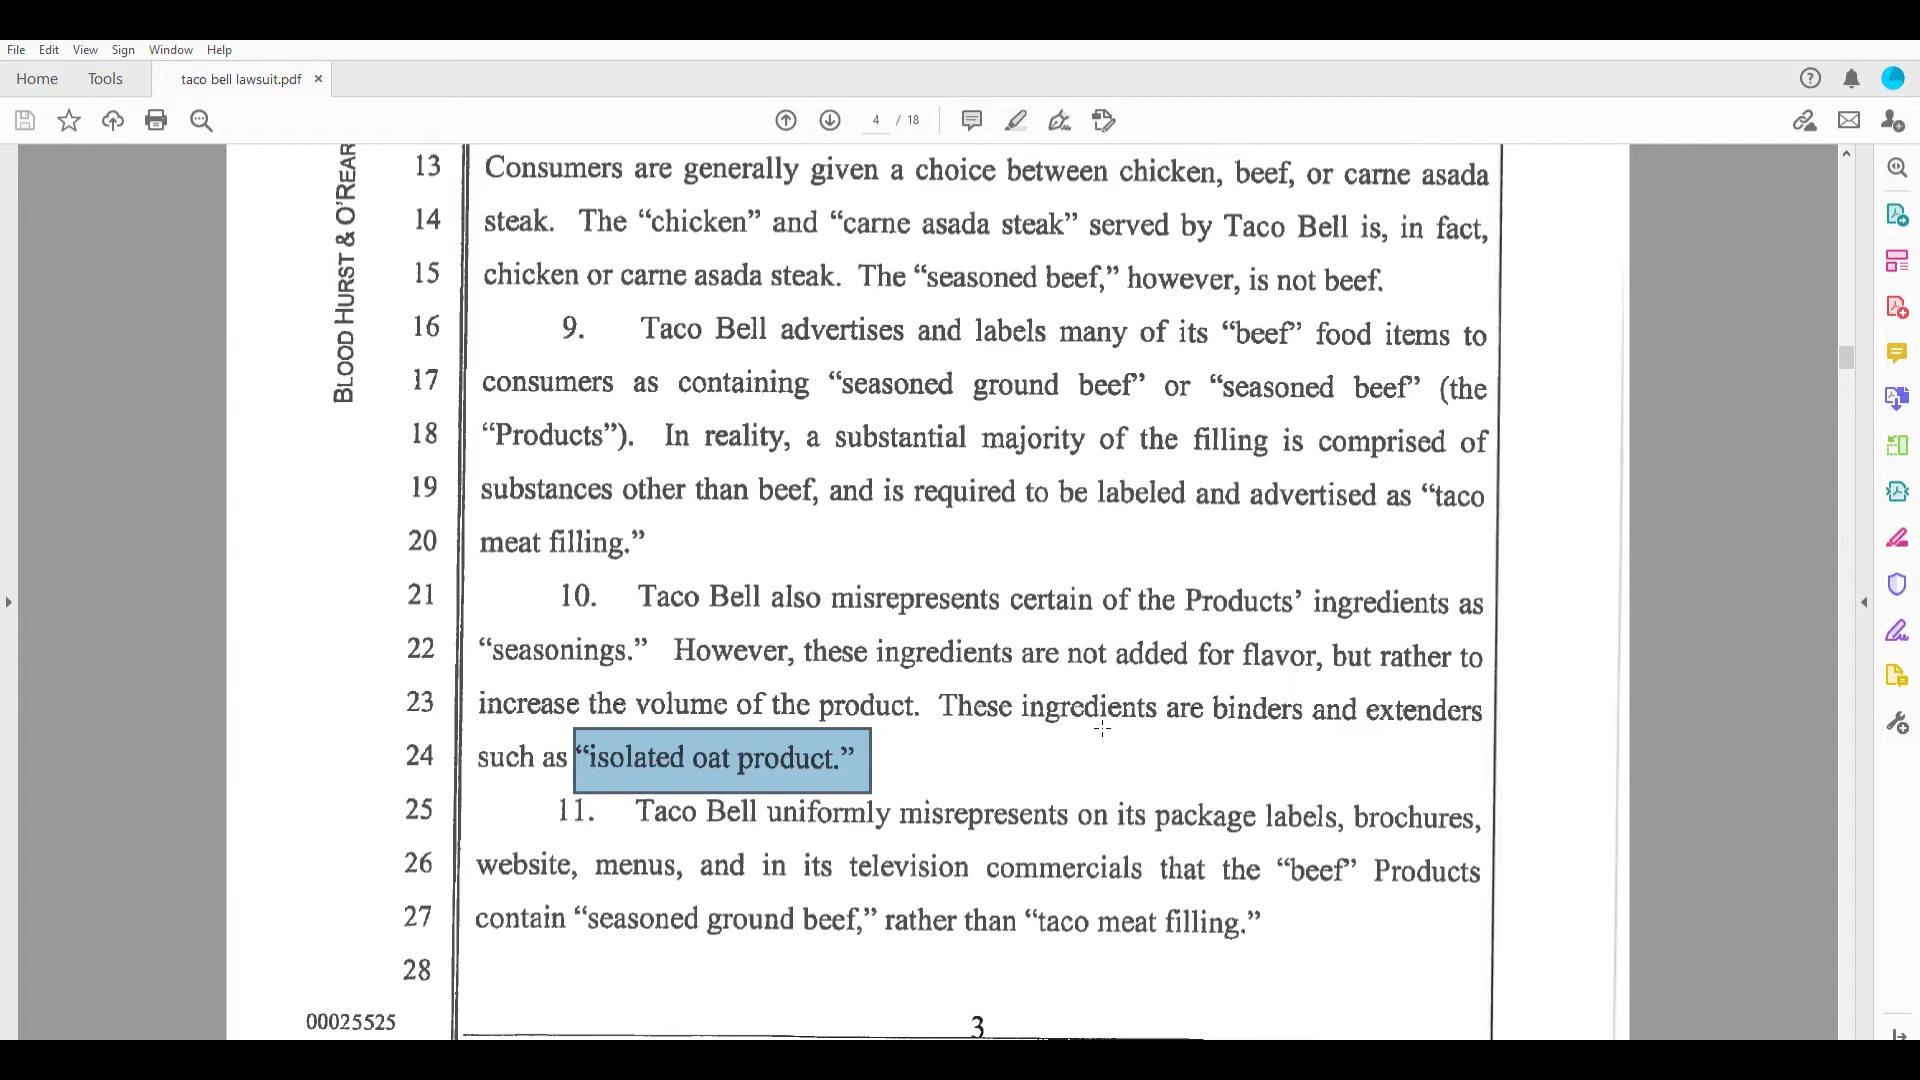 File Edit View Sign Window Help
Home Tools taco bell lawsuit.pdf ×
4 / 18
BLOOD HURST & O'REAR
13 Consumers are generally given a choice between chicken, beef, or carne asada
14 steak. The “chicken” and “carne asada steak” served by Taco Bell is, in fact,
15 chicken or carne asada steak. The “seasoned beef,” however, is not beef.
16 9. Taco Bell advertises and labels many of its “beef” food items to
17 consumers as containing “seasoned ground beef” or “seasoned beef” (the
18 “Products”). In reality, a substantial majority of the filling is comprised of
19 substances other than beef, and is required to be labeled and advertised as “taco
20 meat filling.”
21 10. Taco Bell also misrepresents certain of the Products’ ingredients as
22 “seasonings.” However, these ingredients are not added for flavor, but rather to
23 increase the volume of the product. These ingredients are binders and extenders
24 such as “isolated oat product.”
25 11. Taco Bell uniformly misrepresents on its package labels, brochures,
26 website, menus, and in its television commercials that the “beef” Products
27 contain “seasoned ground beef,” rather than “taco meat filling.”
28
00025525 3